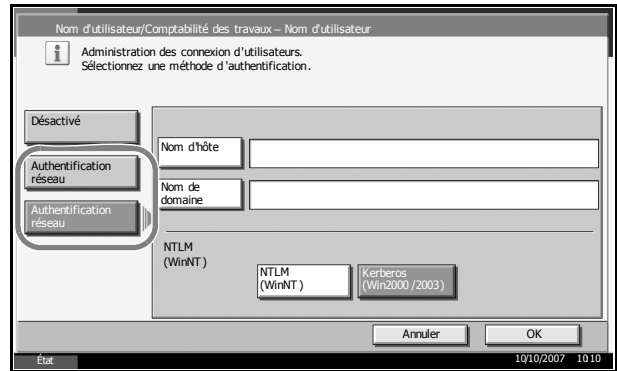 Nom d'utilisateur/Comptabilité des travaux – Nom d'utilisateur
Administration des connexion d'utilisateurs.
Sélectionnez une méthode d'authentification.
Désactivé
Nom d'hôte
Authentification
réseau
Nom de
domaine
Authentification
réseau
NTLM
(WinNT)
NTLM
(WinNT)
Kerberos
(Win2000/2003)
Annuler
OK
État
10/10/2007 1010